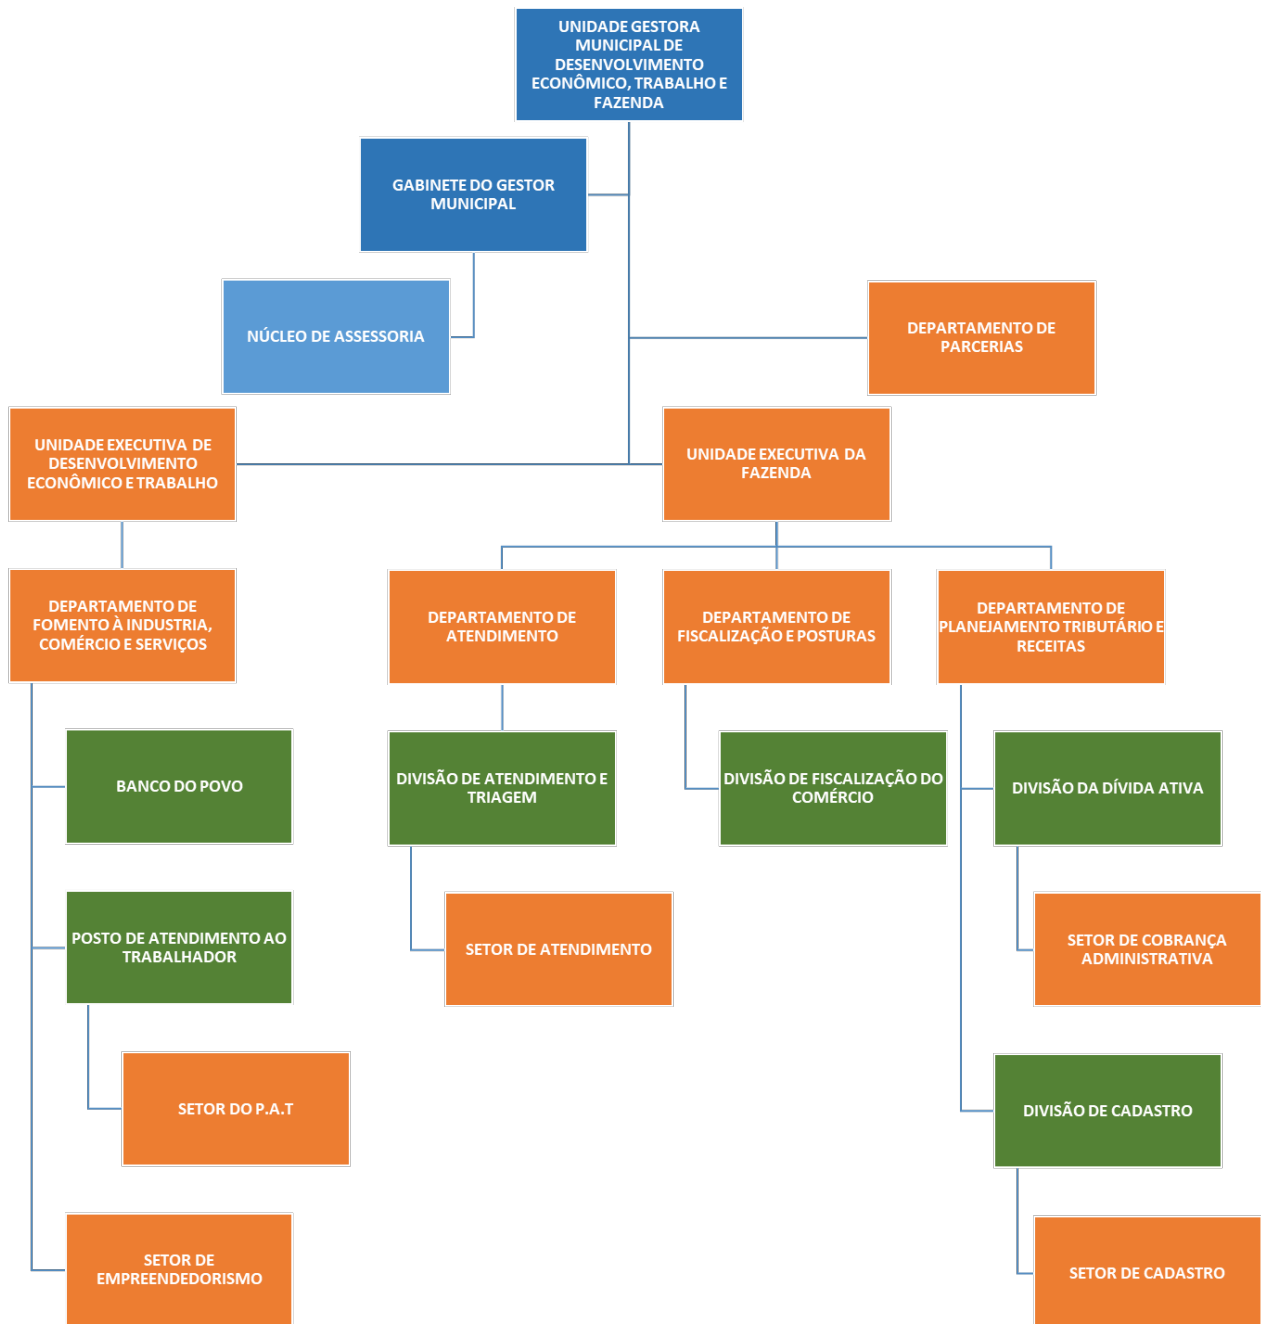 UNIDADE GESTORA
MUNICIPAL DE
DESENVOLVIMENTO
ECONÔMICO, TRABALHO E
FAZENDA
GABINETE DO GESTOR
MUNICIPAL
NÚCLEO DE ASSESSORIA
DEPARTAMENTO DE
PARCERIAS
UNIDADE EXECUTIVA DE
DESENVOLVIMENTO
ECONÔMICO E TRABALHO
UNIDADE EXECUTIVA DA
FAZENDA
DEPARTAMENTO DE
FOMENTO À INDUSTRIA,
COMÉRCIO E SERVIÇOS
DEPARTAMENTO DE
ATENDIMENTO
DEPARTAMENTO DE
FISCALIZAÇÃO E POSTURAS
DEPARTAMENTO DE
PLANEJAMENTO TRIBUTÁRIO E
RECEITAS
BANCO DO POVO
DIVISÃO DE ATENDIMENTO E
TRIAGEM
DIVISÃO DE FISCALIZAÇÃO DO
COMÉRCIO
DIVISÃO DA DÍVIDA ATIVA
POSTO DE ATENDIMENTO AO
TRABALHADOR
SETOR DE ATENDIMENTO
SETOR DE COBRANÇA
ADMINISTRATIVA
SETOR DO P.A.T
DIVISÃO DE CADASTRO
SETOR DE
EMPREENDEDORISMO
SETOR DE CADASTRO